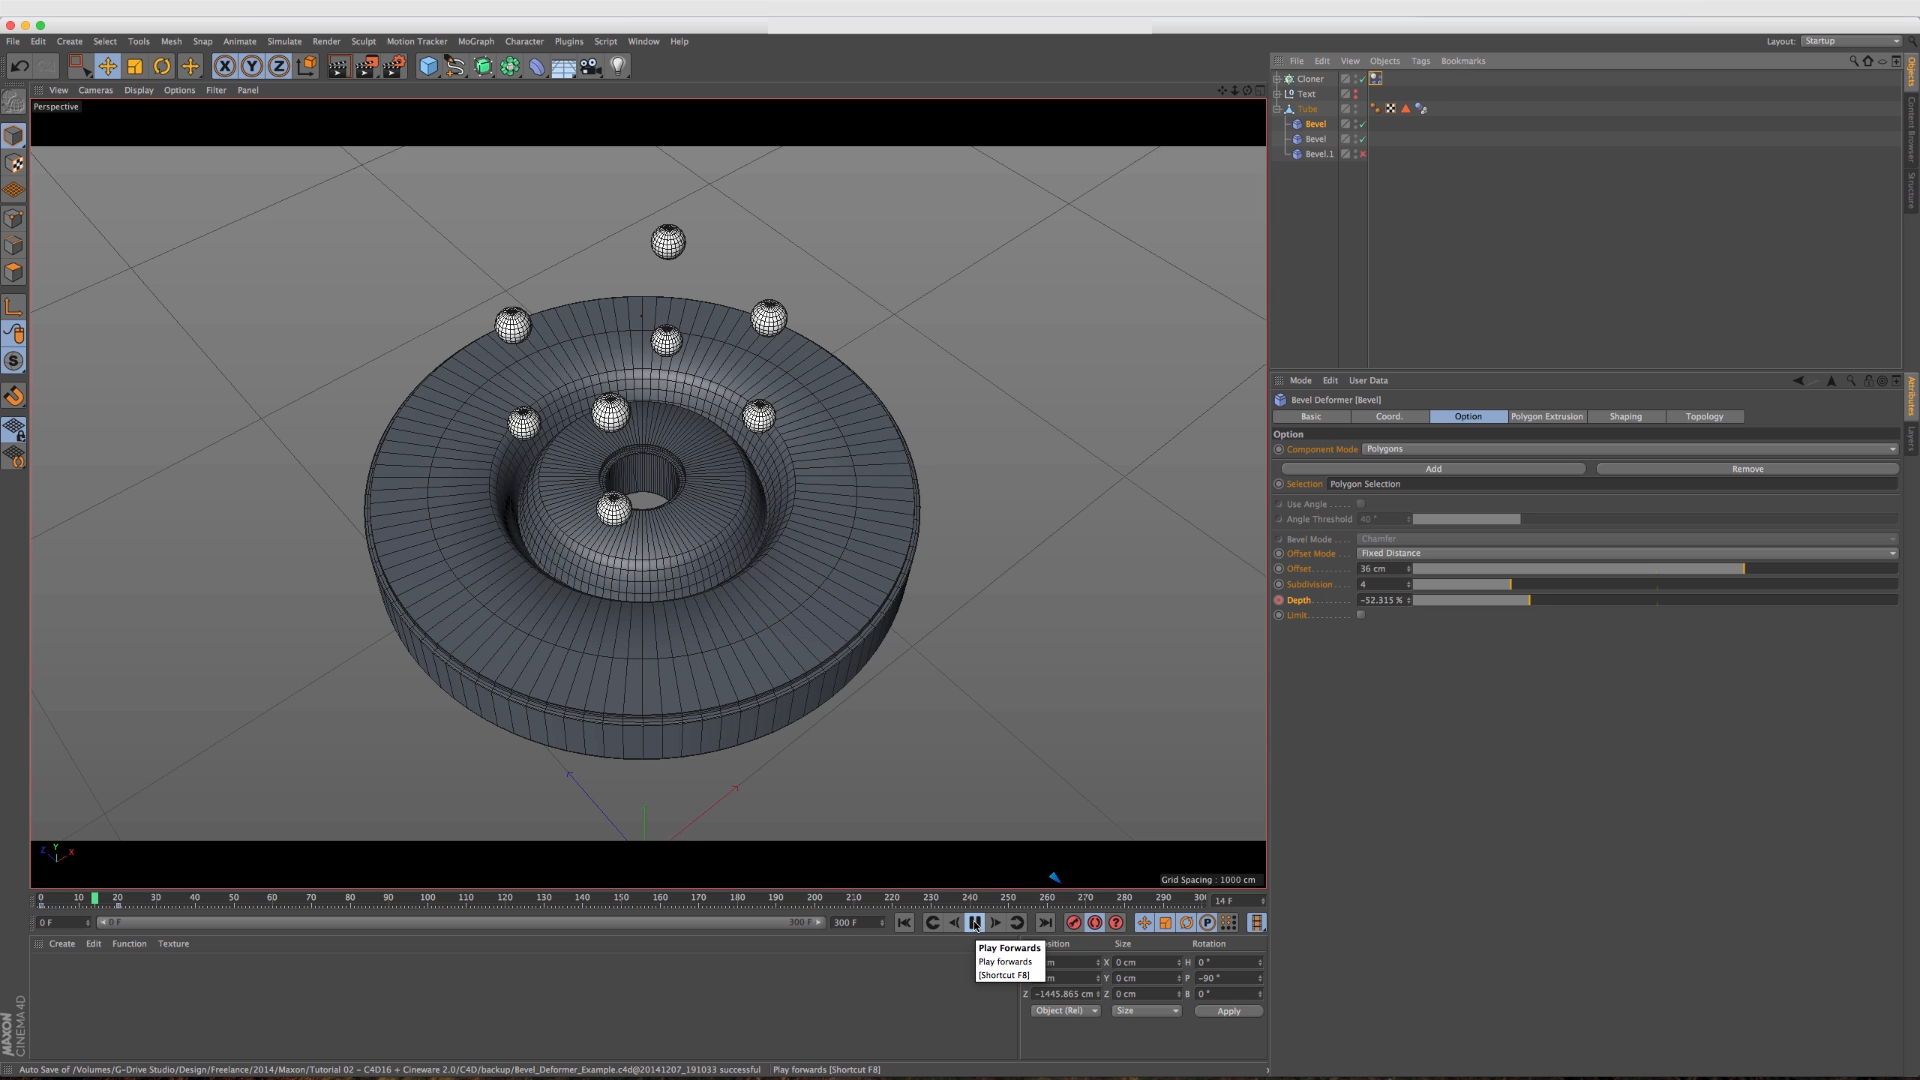 File Edit Create Select Tools Mesh Snap Animate Simulate Render Sculpt Motion Tracker MoGraph Character Plugins Script Window Help
Layout: Startup
View Cameras Display Options Filter Panel
Perspective
Grid Spacing : 1000 cm
Z Y X
0 10 20 30 40 50 60 70 80 90 100 110 120 130 140 150 160 170 180 190 200 210 220 230 240 250 260 270 280 290 30
14 F
0 F
0 F
300 F
300 F
Create Edit Function Texture
Play Forwards
Play forwards
[Shortcut F8]
sition Size Rotation
m X 0 cm H 0 °
m Y 0 cm P -90 °
Z -1445.865 cm Z 0 cm B 0 °
Object (Rel) Size Apply
MAXON
CINEMA 4D
Auto Save of /Volumes/G-Drive Studio/Design/Freelance/2014/Maxon/Tutorial 02 - C4D16 + Cineware 2.0/C4D/backup/Bevel_Deformer_Example.c4d@20141207_191033 successful
Play forwards [Shortcut F8]
File Edit View Objects Tags Bookmarks
Cloner
Text
Tube
Bevel
Bevel
Bevel.1
Objects
Content Browser
Structure
Mode Edit User Data
Bevel Deformer [Bevel]
Basic Coord. Option Polygon Extrusion Shaping Topology
Option
Component Mode Polygons
Add Remove
Selection Polygon Selection
Use Angle . . . . .
Angle Threshold 40 °
Bevel Mode . . . Chamfer
Offset Mode . . . Fixed Distance
Offset. . . . . . . . . 36 cm
Subdivision . . . . 4
Depth. . . . . . . . . -52.315 %
Limit. . . . . . . . . .
Attributes
Layers